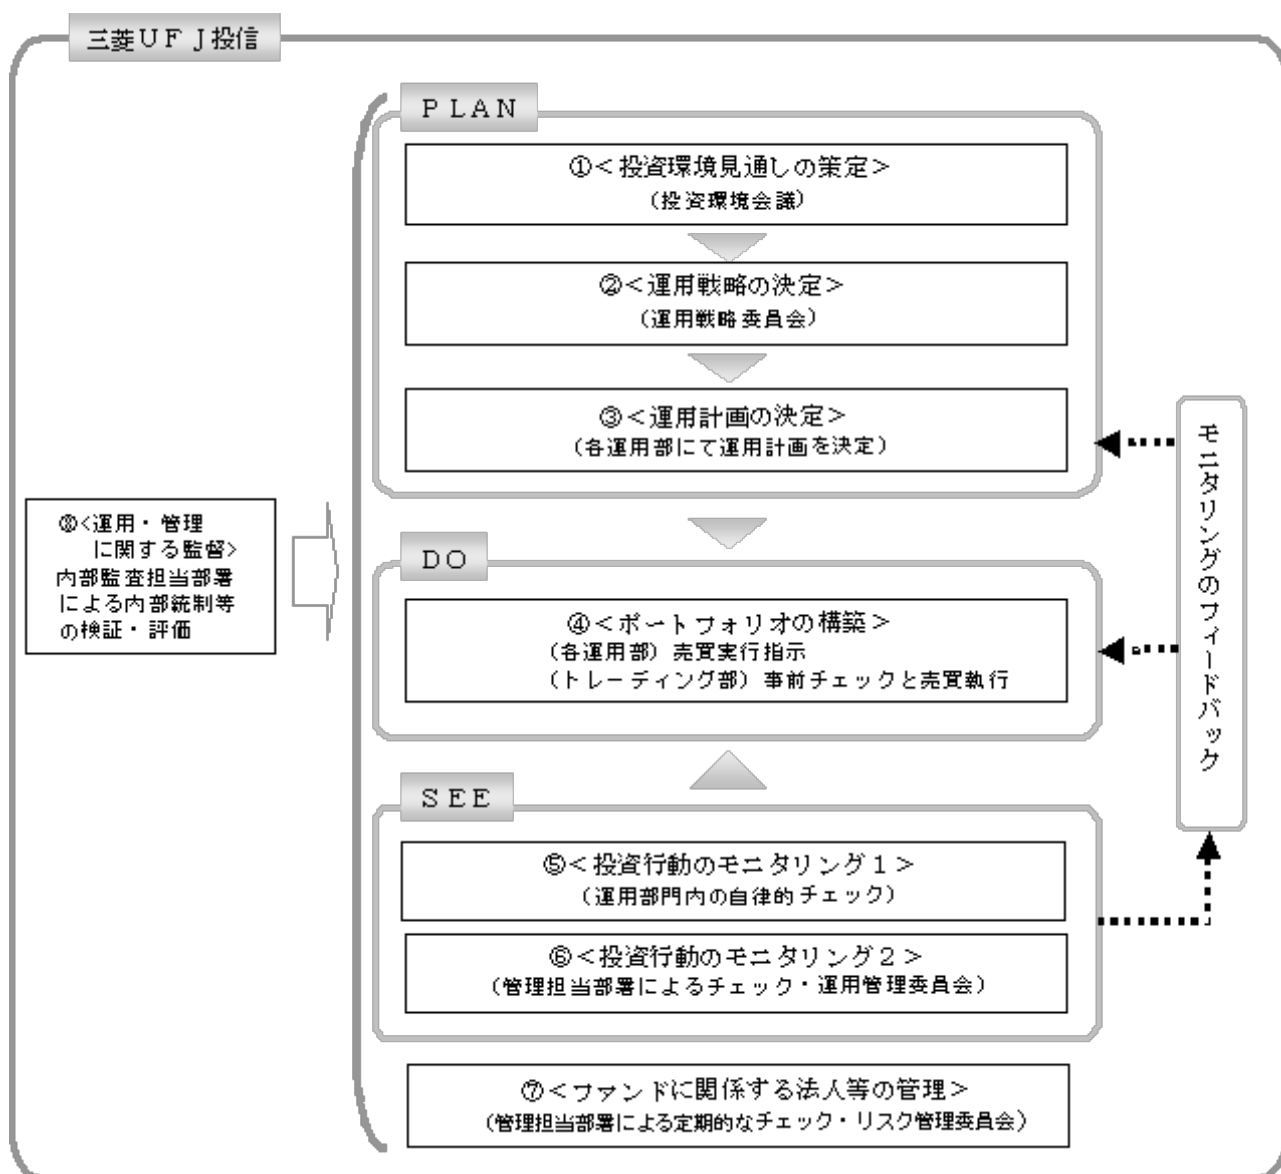 三菱ＵＦＪ投信
ＰＬＡＮ
①＜投資環境見通しの策定＞
（投資環境会議）
②＜運用戦略の決定＞
（運用戦略委員会）
③＜運用計画の決定＞
（各運用部にて運用計画を決定）
⑧<運用・管理
に関する監督>
内部監査担当部署
による内部統制等
の検証・評価
ＤＯ
④＜ポートフォリオの構築＞
（各運用部）売買実行指示
（トレーディング部）事前チェックと売買執行
ＳＥＥ
⑤＜投資行動のモニタリング１＞
（運用部門内の自律的チェック）
⑥＜投資行動のモニタリング２＞
（管理担当部署によるチェック・運用管理委員会）
⑦＜ファンドに関係する法人等の管理＞
（管理担当部署による定期的なチェック・リスク管理委員会）
モニタリングのフィードバック